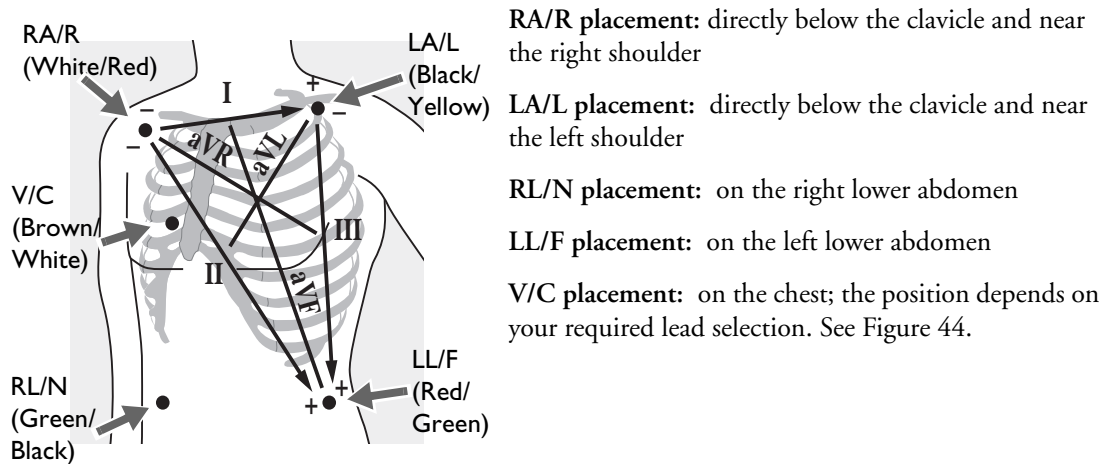 RA/R
(White/Red)
LA/L
(Black/
Yellow)
I
+
−
−
−
aVR
aVL
V/C
(Brown/
White)
III
II
aVF
RL/N
(Green/
Black)
LL/F
(Red/
Green)
+
+
RA/R placement: directly below the clavicle and near
the right shoulder
LA/L placement: directly below the clavicle and near
the left shoulder
RL/N placement: on the right lower abdomen
LL/F placement: on the left lower abdomen
V/C placement: on the chest; the position depends on
your required lead selection. See Figure 44.